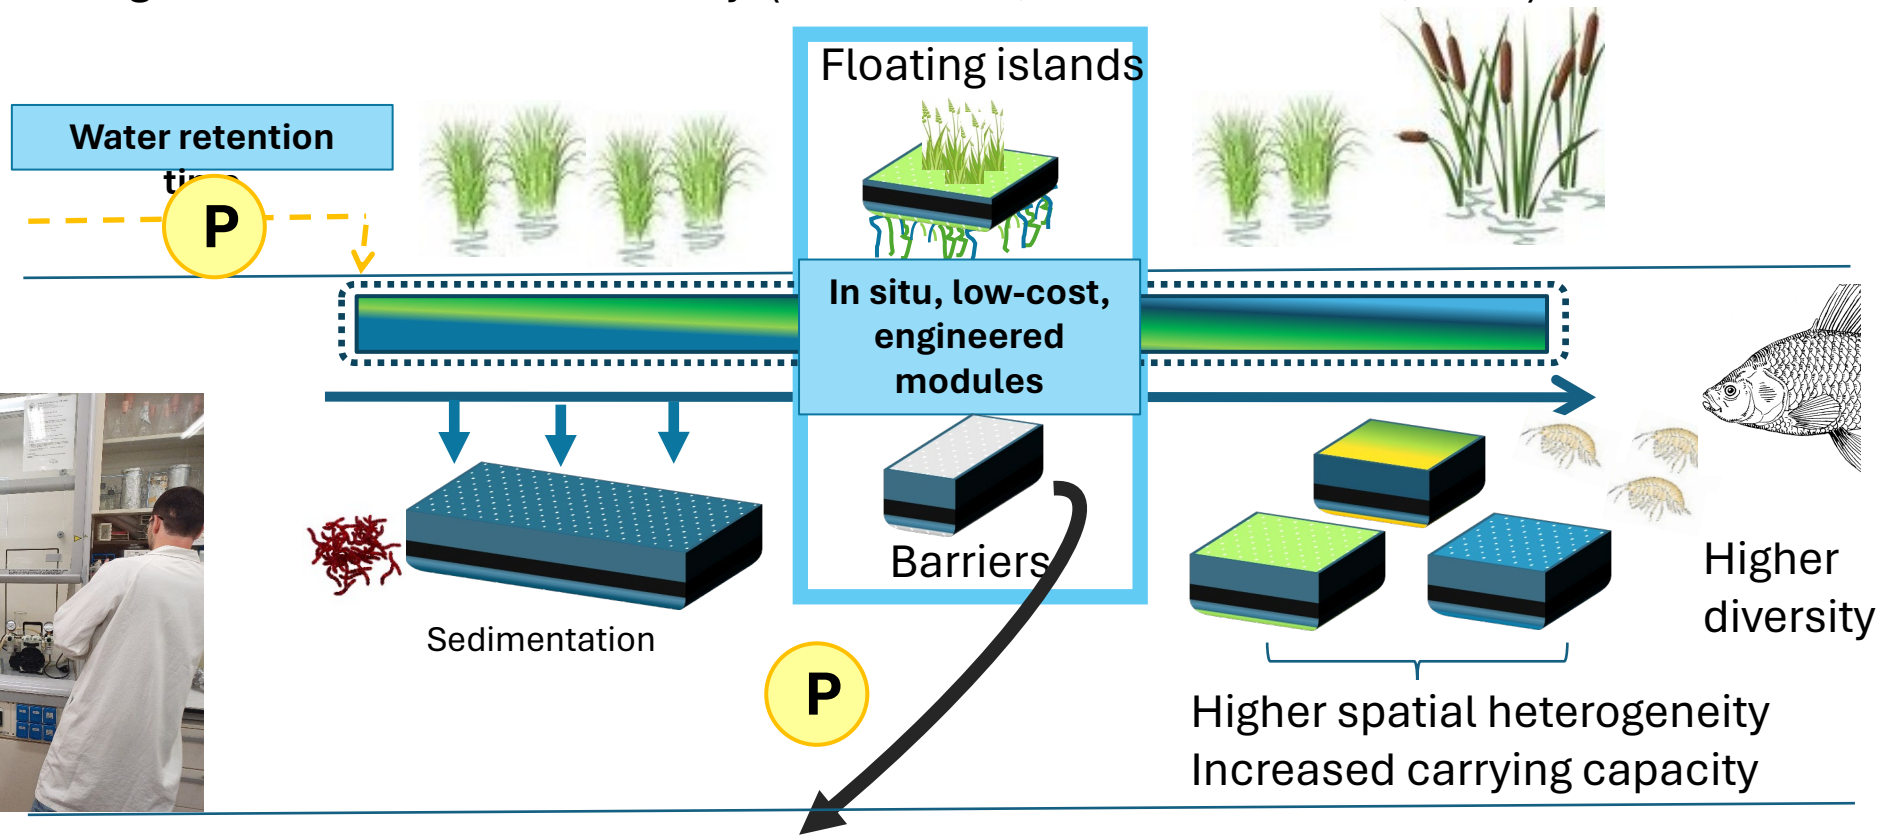 Floating islands
Water retention
P
In situ, low-cost,
engineered
modules
Barriers
Sedimentation
P
Higher
diversity
Higher spatial heterogeneity
Increased carrying capacity